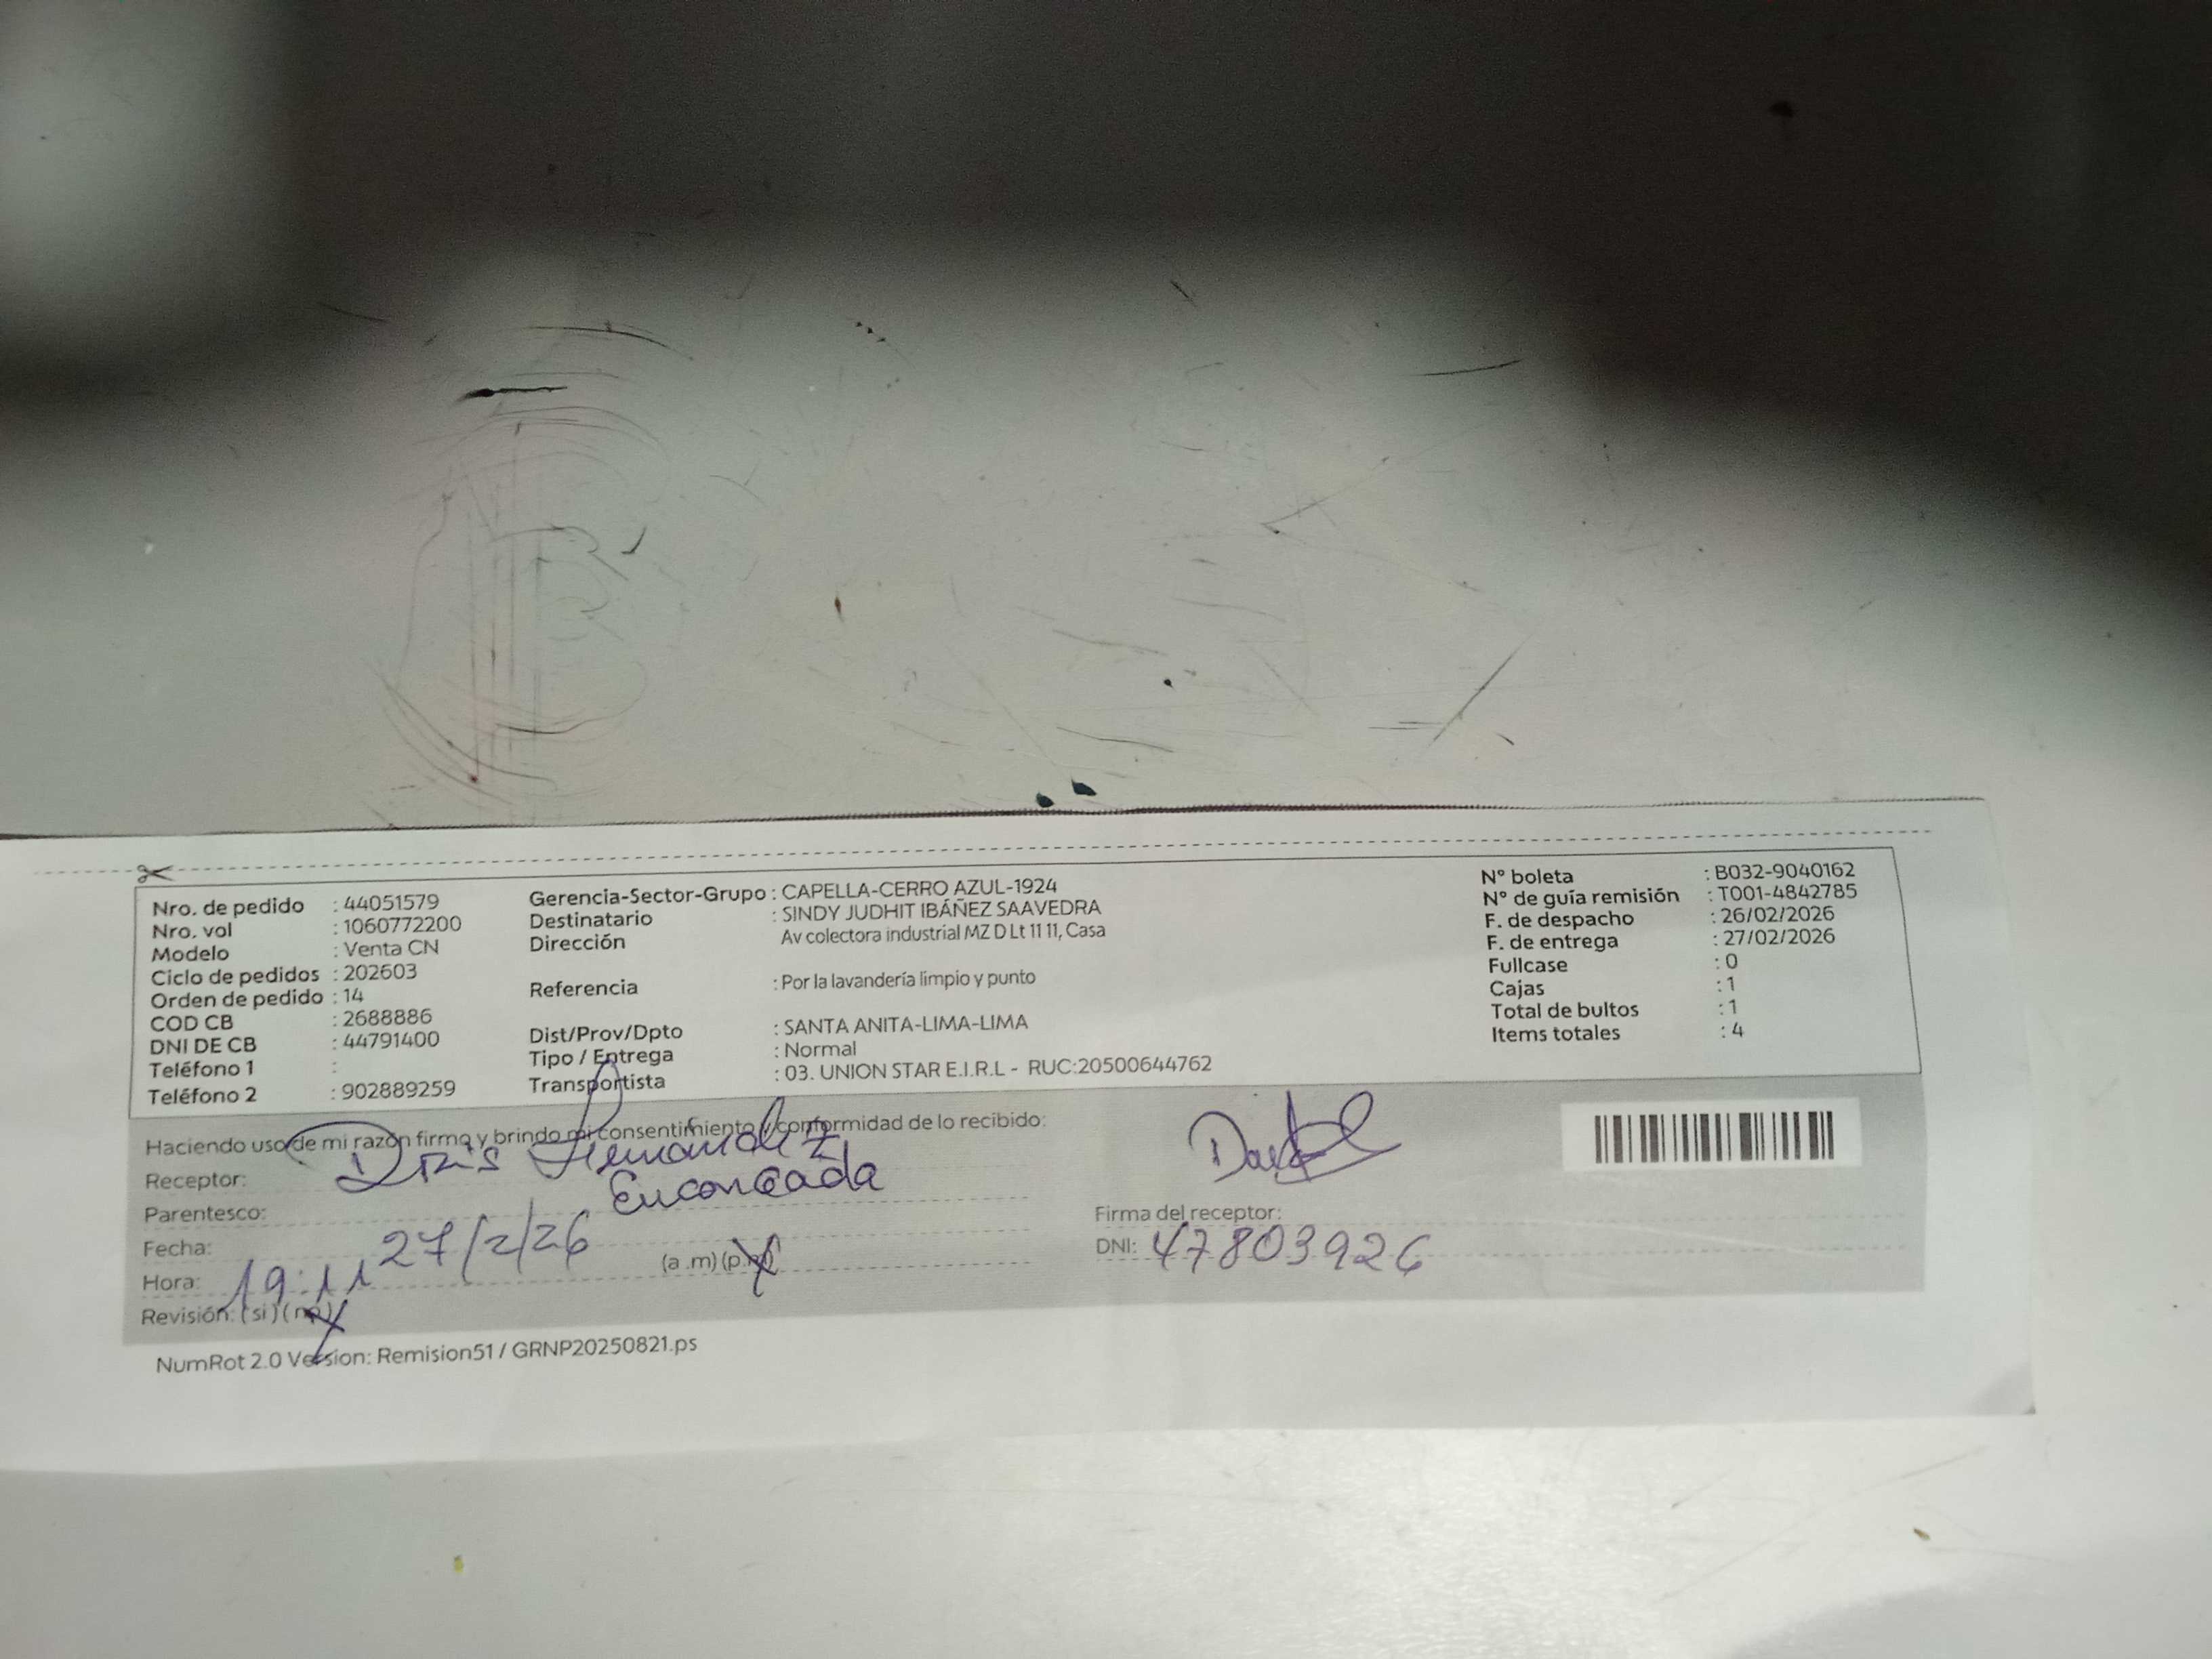 Nro. de pedido : 44051579
Nro. vol : 1060772200
Modelo : Venta CN
Ciclo de pedidos : 202603
Orden de pedido : 14
COD CB : 2688886
DNI DE CB : 44791400
Teléfono 1 :
Teléfono 2 : 902889259
Gerencia-Sector-Grupo : CAPELLA-CERRO AZUL-1924
Destinatario : SINDY JUDHIT IBÁÑEZ SAAVEDRA
Dirección Av colectora industrial MZ D Lt 11 11, Casa
Referencia : Por la lavandería limpio y punto
Dist/Prov/Dpto : SANTA ANITA-LIMA-LIMA
Tipo / Entrega : Normal
Transportista : 03. UNION STAR E.I.R.L - RUC:20500644762
N° boleta : B032-9040162
N° de guía remisión : T001-4842785
F. de despacho : 26/02/2026
F. de entrega : 27/02/2026
Fullcase : 0
Cajas : 1
Total de bultos : 1
Items totales : 4
Haciendo uso de mi razón firmo y brindo mi consentimiento y conformidad de lo recibido:
Receptor: Doris Hernandez
Parentesco: Encargada
Fecha: 27/2/26
Hora: 19:11 (a .m) (p.m)
Revisión: ( si ) ( no )
Firma del receptor:
DNI: 47803926
NumRot 2.0 Version: Remision51 / GRNP20250821.ps